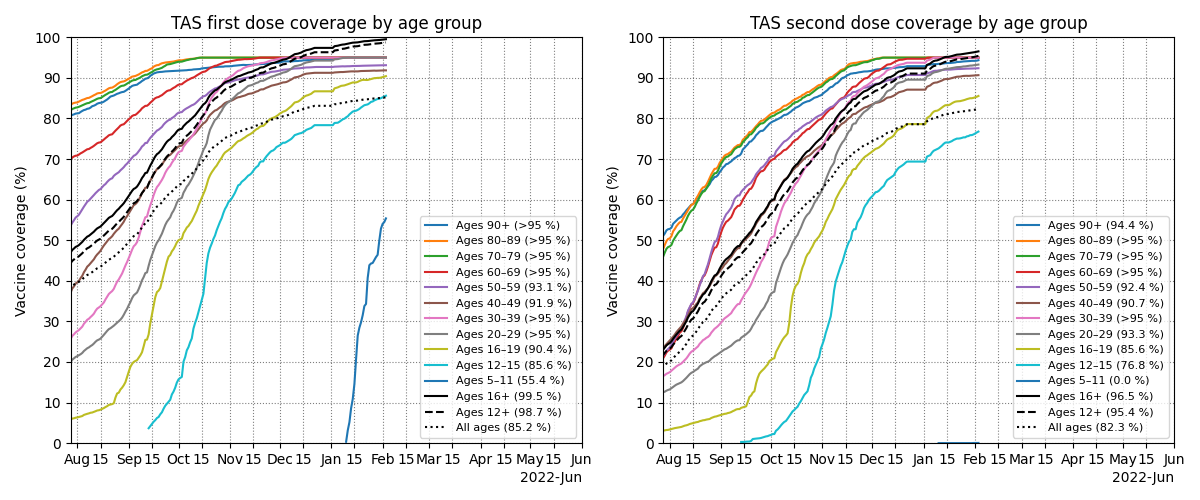 TAS first dose coverage by age group
Vaccine coverage (%)
100
90
80
70
60
50
40
30
20
10
0
Ages 90+ (>95 %)
Ages 80–89 (>95 %)
Ages 70–79 (>95 %)
Ages 60–69 (>95 %)
Ages 50–59 (93.1 %)
Ages 40–49 (91.9 %)
Ages 30–39 (>95 %)
Ages 20–29 (>95 %)
Ages 16–19 (90.4 %)
Ages 12–15 (85.6 %)
Ages 5–11 (55.4 %)
Ages 16+ (99.5 %)
Ages 12+ (98.7 %)
All ages (85.2 %)
Aug 15 Sep 15 Oct 15 Nov 15 Dec 15 Jan 15 Feb 15 Mar 15 Apr 15 May 15 Jun
2022-Jun
TAS second dose coverage by age group
Vaccine coverage (%)
100
90
80
70
60
50
40
30
20
10
0
Ages 90+ (94.4 %)
Ages 80–89 (>95 %)
Ages 70–79 (>95 %)
Ages 60–69 (>95 %)
Ages 50–59 (92.4 %)
Ages 40–49 (90.7 %)
Ages 30–39 (>95 %)
Ages 20–29 (93.3 %)
Ages 16–19 (85.6 %)
Ages 12–15 (76.8 %)
Ages 5–11 (0.0 %)
Ages 16+ (96.5 %)
Ages 12+ (95.4 %)
All ages (82.3 %)
Aug 15 Sep 15 Oct 15 Nov 15 Dec 15 Jan 15 Feb 15 Mar 15 Apr 15 May 15 Jun
2022-Jun